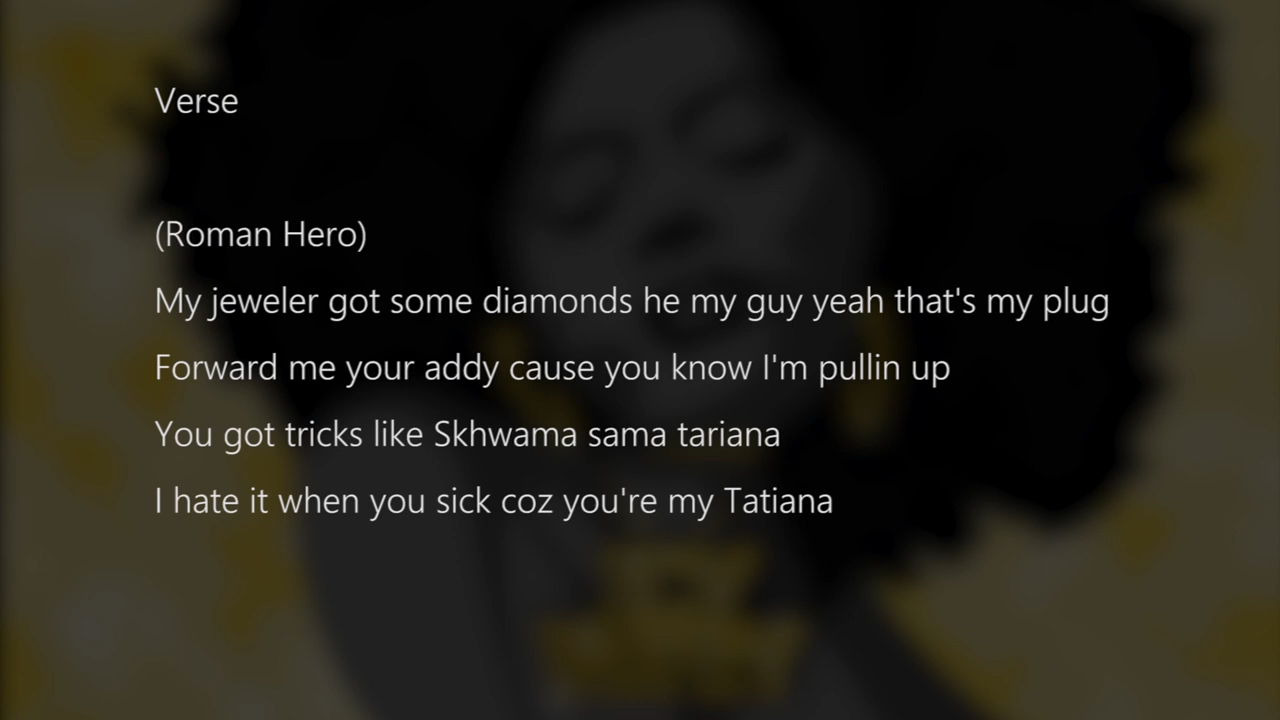 Verse
(Roman Hero)
My jeweler got some diamonds he my guy yeah that's my plug
Forward me your addy cause you know I'm pullin up
You got tricks like Skhwama sama tariana
I hate it when you sick coz you're my Tatiana